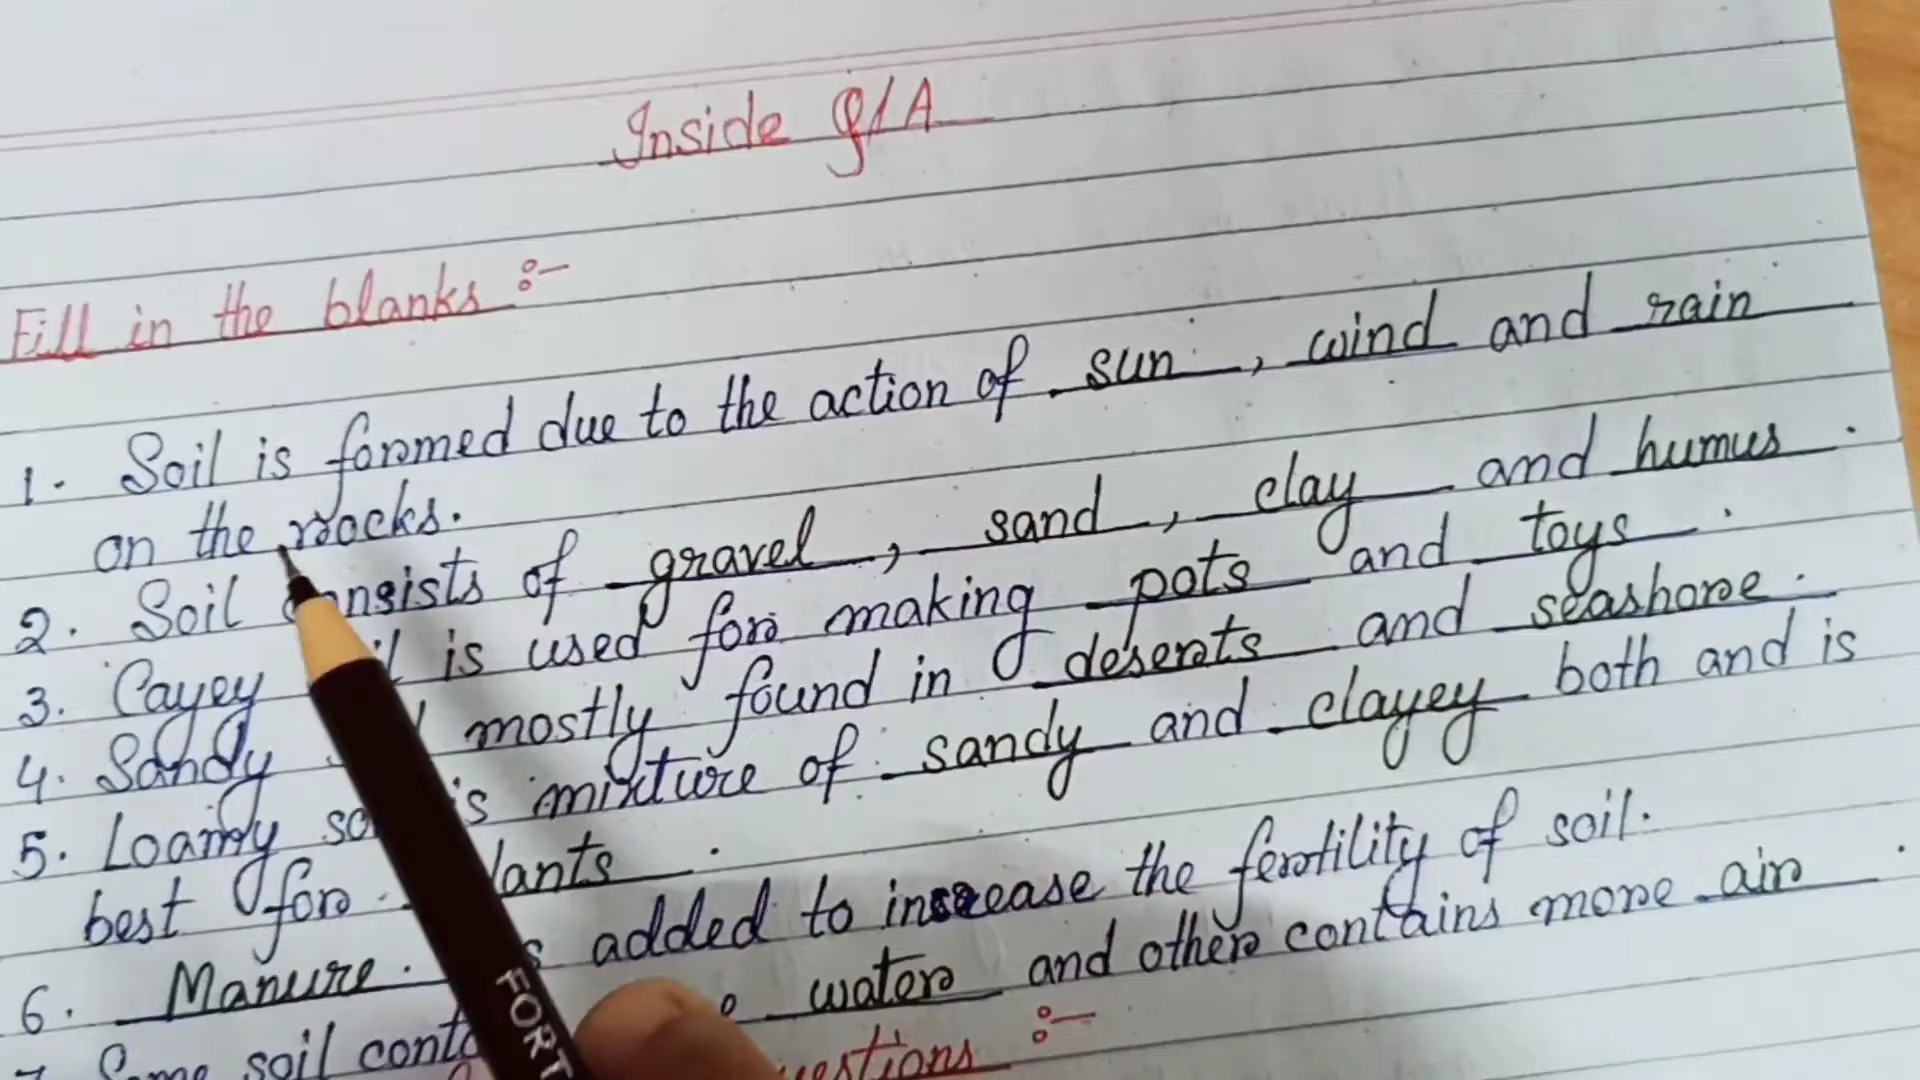 Inside Q/A
Fill in the blanks :-
1. Soil is formed due to the action of sun, wind and rain
on the rocks.
2. Soil consists of gravel, sand, clay and humus.
3. Cayey is used for making pots and toys.
4. Sandy mostly found in deserts and seashore.
5. Loamy is mixture of sandy and clayey both and is
best for lants.
6. Manure. added to increase the fertility of soil.
7. Some soil water and other contains more air.
:-
FORT